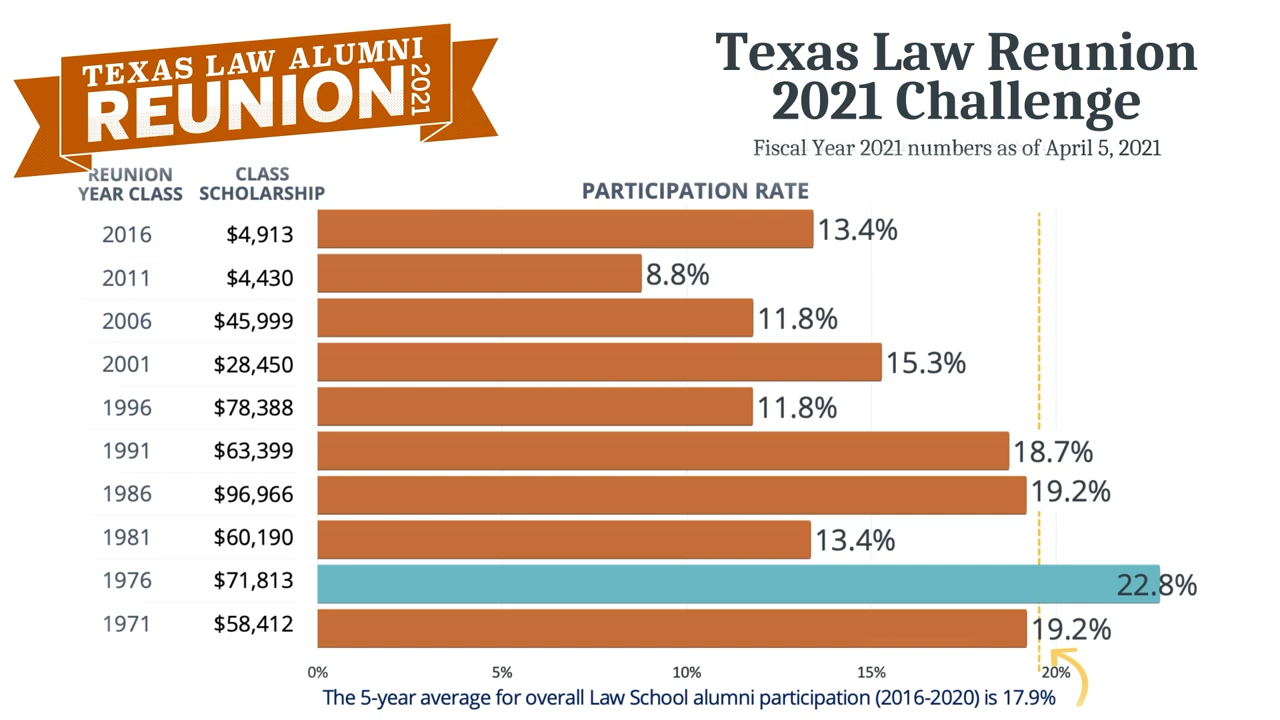 TEXAS LAW ALUMNI
REUNION 2021
Texas Law Reunion
2021 Challenge
Fiscal Year 2021 numbers as of April 5, 2021
REUNION YEAR CLASS CLASS SCHOLARSHIP PARTICIPATION RATE
2016 $4,913 13.4%
2011 $4,430 8.8%
2006 $45,999 11.8%
2001 $28,450 15.3%
1996 $78,388 11.8%
1991 $63,399 18.7%
1986 $96,966 19.2%
1981 $60,190 13.4%
1976 $71,813 22.8%
1971 $58,412 19.2%
0% 5% 10% 15% 20%
The 5-year average for overall Law School alumni participation (2016-2020) is 17.9%